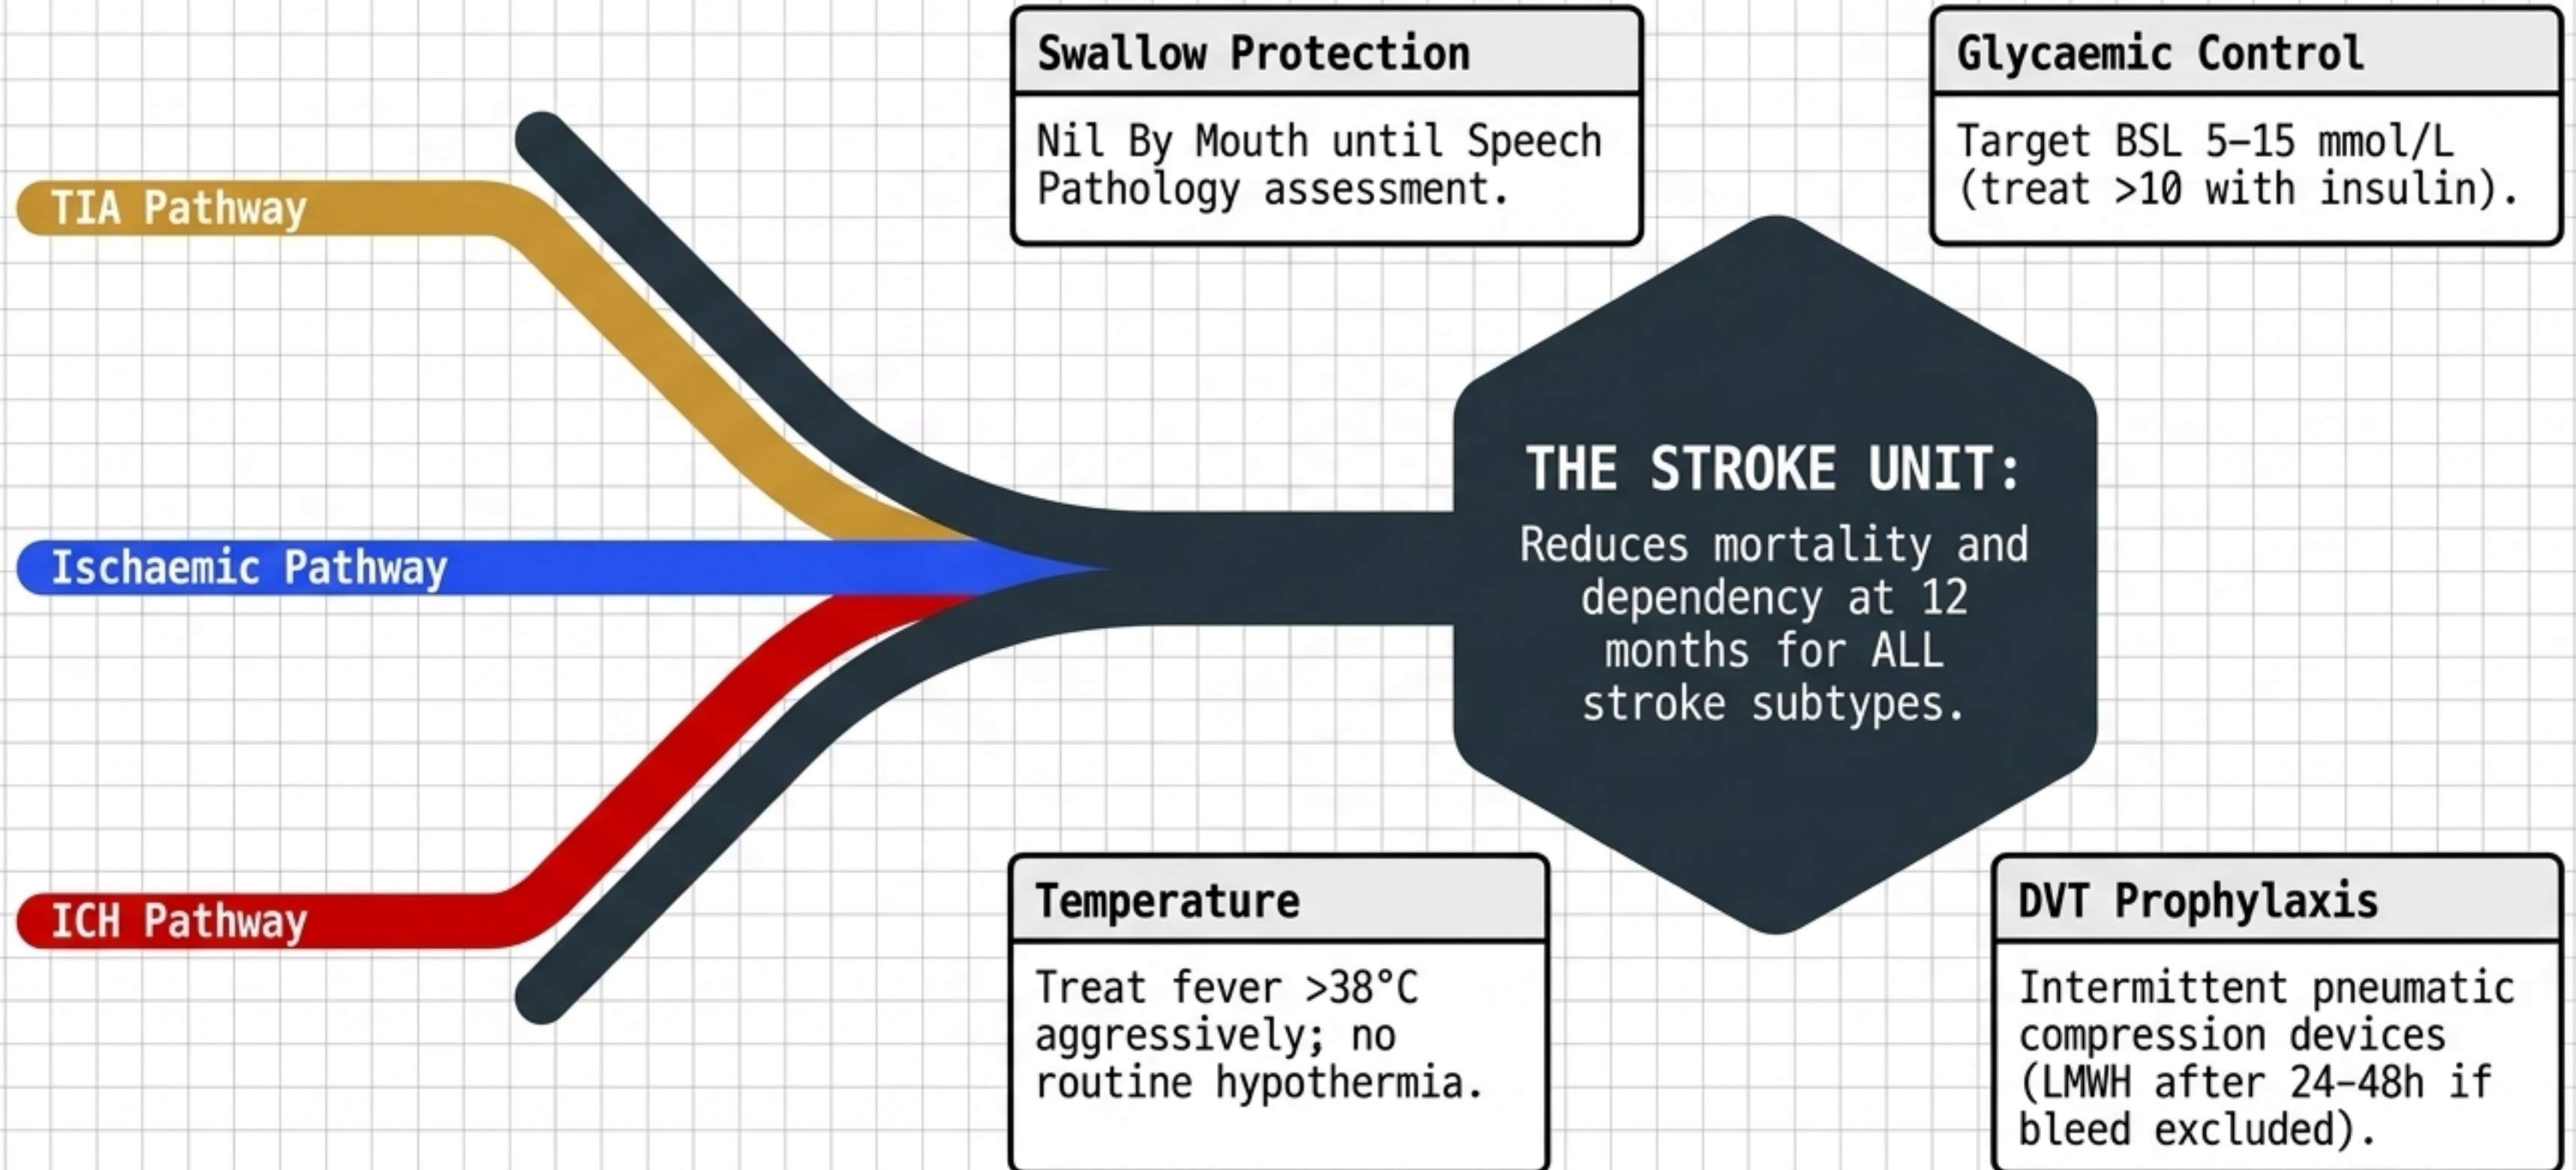 Swallow Protection
Nil By Mouth until Speech
Pathology assessment.
Glycaemic Control
Target BSL 5–15 mmol/L
(treat >10 with insulin).
TIA Pathway
Ischaemic Pathway
ICH Pathway
THE STROKE UNIT:
Reduces mortality and
dependency at 12
months for ALL
stroke subtypes.
Temperature
Treat fever >38°C
aggressively; no
routine hypothermia.
DVT Prophylaxis
Intermittent pneumatic
compression devices
(LMWH after 24–48h if
bleed excluded).